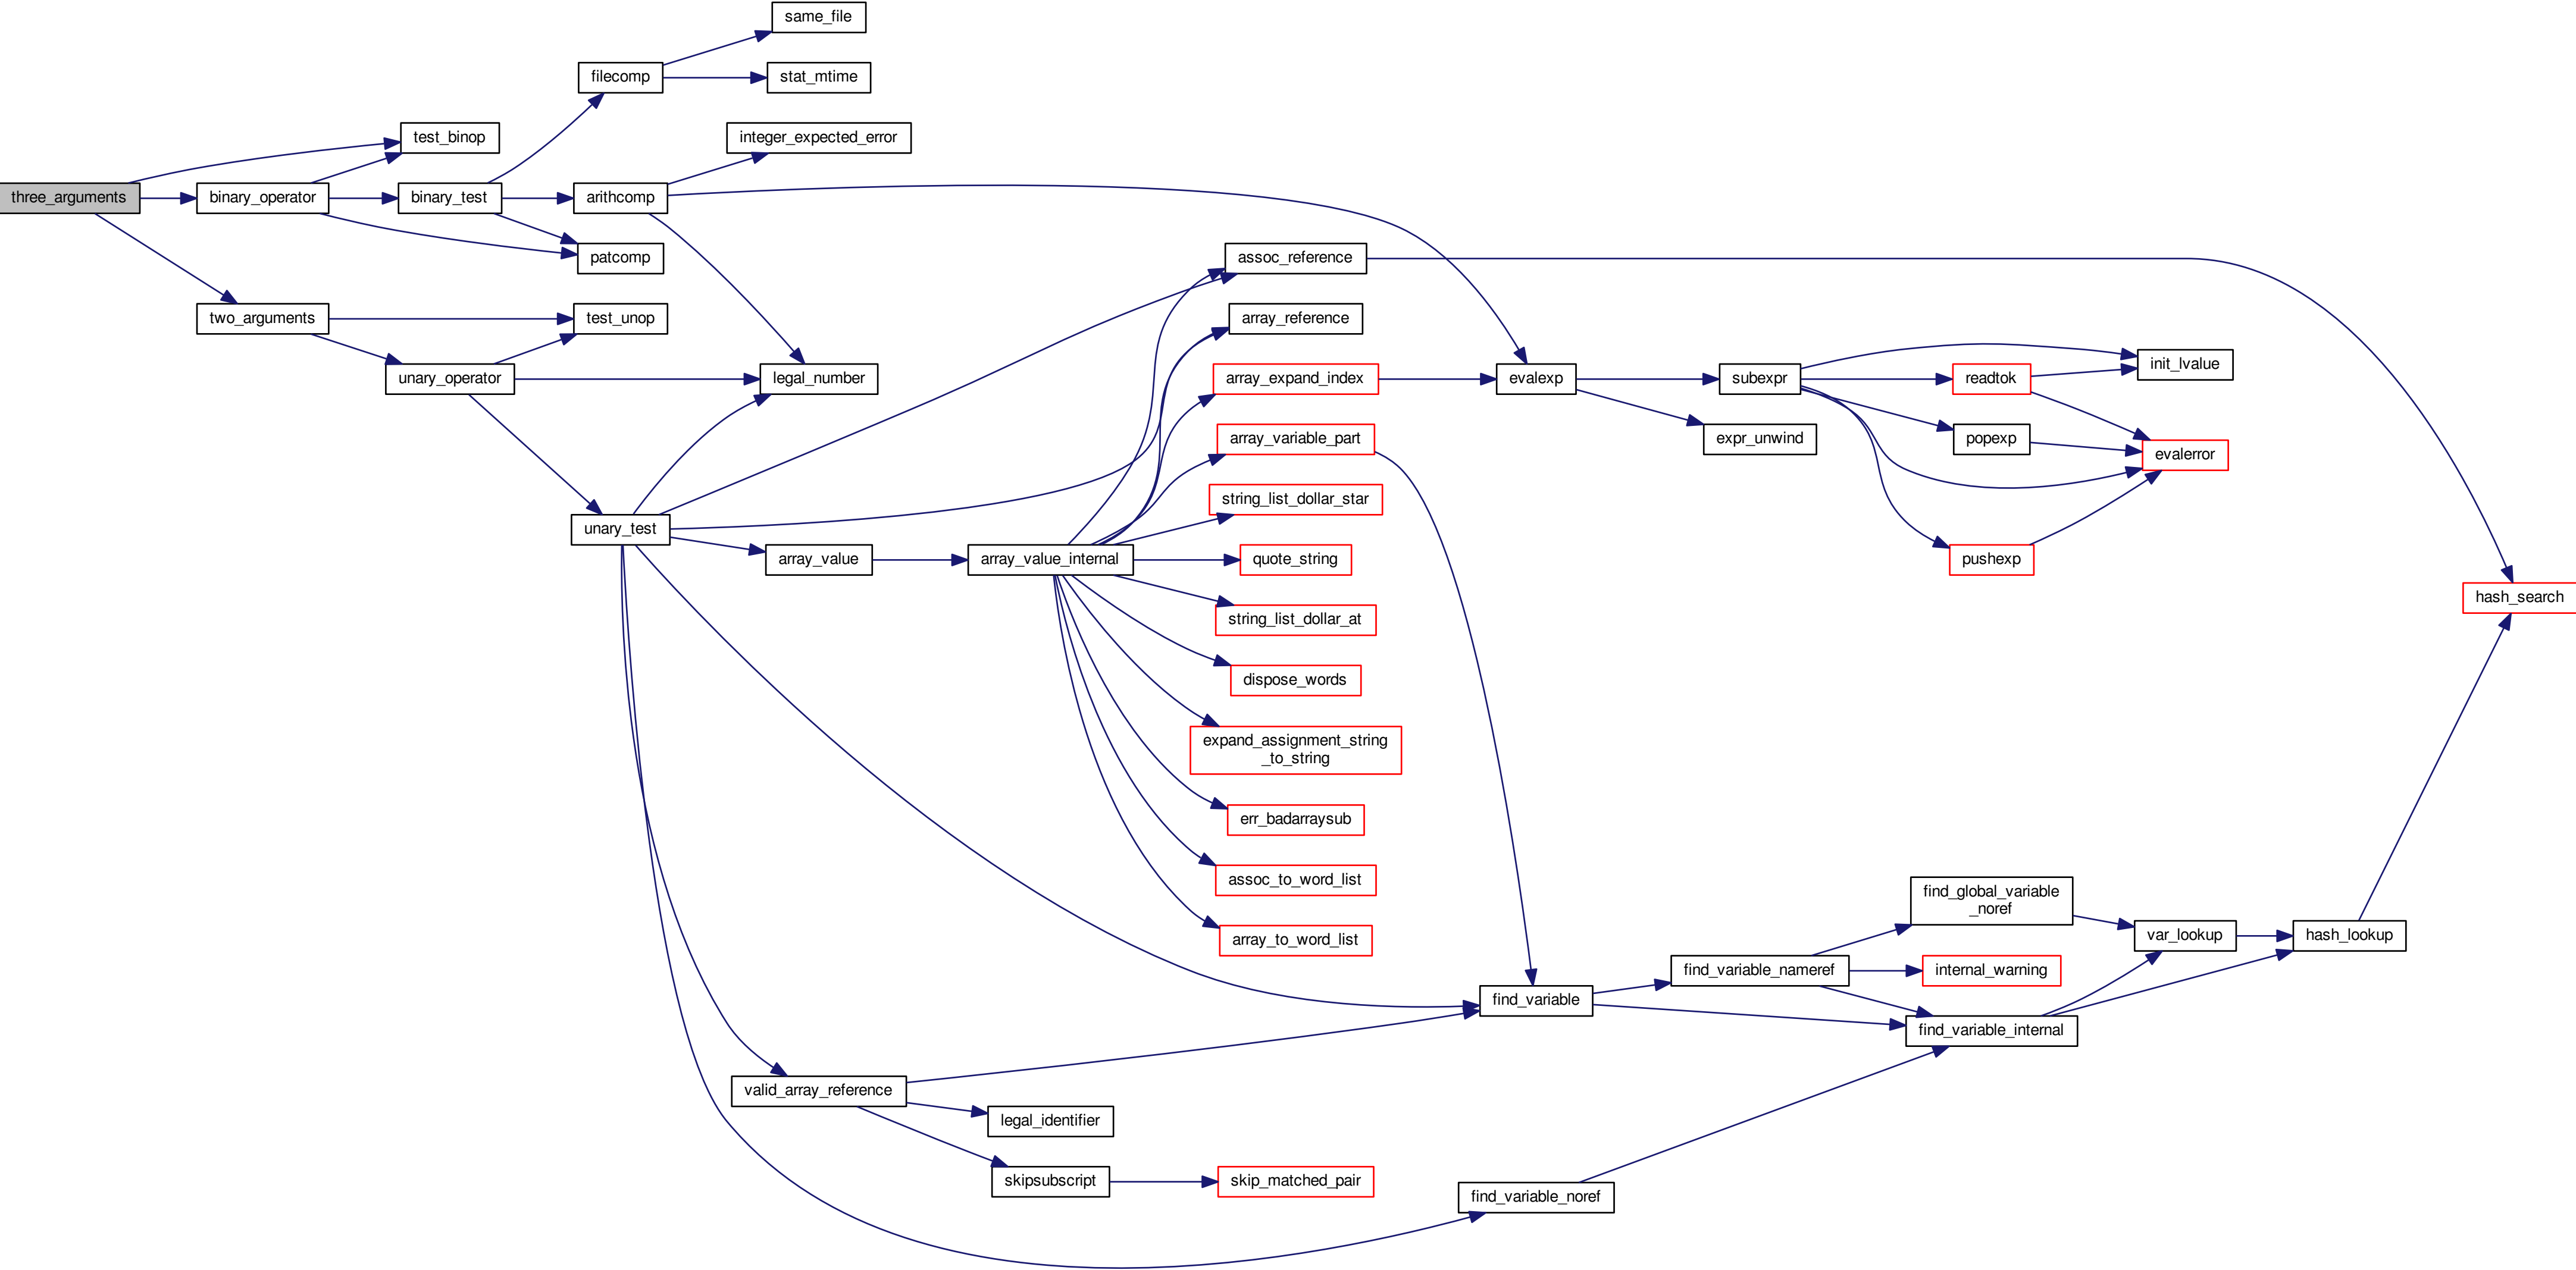 same_file
filecomp
stat_mtime
test_binop
integer_expected_error
three_arguments
binary_operator
binary_test
arithcomp
patcomp
assoc_reference
two_arguments
test_unop
array_reference
unary_operator
legal_number
array_expand_index
evalexp
subexpr
readtok
init_lvalue
array_variable_part
expr_unwind
popexp
evalerror
string_list_dollar_star
unary_test
array_value
array_value_internal
quote_string
pushexp
hash_search
string_list_dollar_at
dispose_words
expand_assignment_string
_to_string
err_badarraysub
assoc_to_word_list
array_to_word_list
find_global_variable
_noref
var_lookup
hash_lookup
find_variable_nameref
internal_warning
find_variable
find_variable_internal
valid_array_reference
legal_identifier
skipsubscript
skip_matched_pair
find_variable_noref